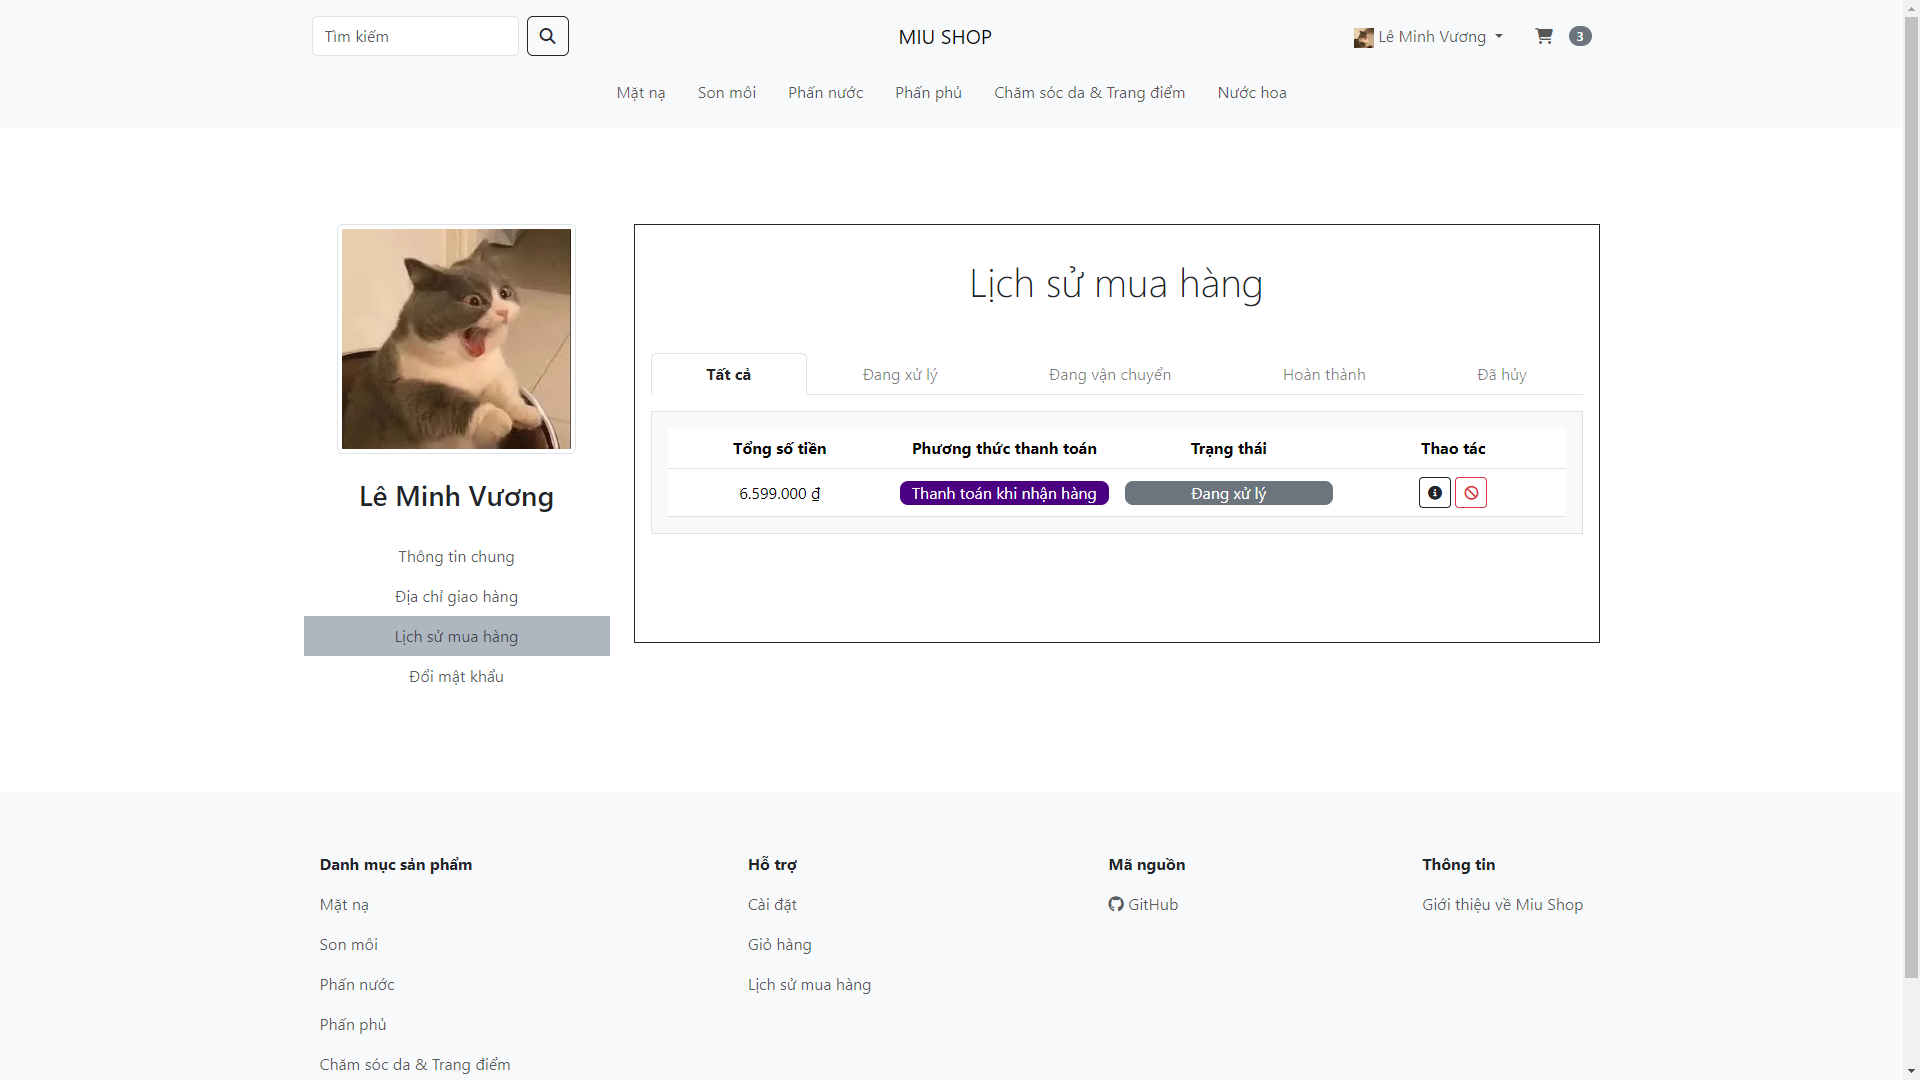 Tìm kiếm
MIU SHOP
Lê Minh Vương
3
Mặt nạ
Son môi
Phấn nước
Phấn phủ
Chăm sóc da & Trang điểm
Nước hoa
Lê Minh Vương
Thông tin chung
Địa chỉ giao hàng
Lịch sử mua hàng
Đổi mật khẩu
Lịch sử mua hàng
Tất cả
Đang xử lý
Đang vận chuyển
Hoàn thành
Đã hủy
Tổng số tiền
Phương thức thanh toán
Trạng thái
Thao tác
6.599.000 ₫
Thanh toán khi nhận hàng
Đang xử lý
Danh mục sản phẩm
Mặt nạ
Son môi
Phấn nước
Phấn phủ
Chăm sóc da & Trang điểm
Hỗ trợ
Cài đặt
Giỏ hàng
Lịch sử mua hàng
Mã nguồn
GitHub
Thông tin
Giới thiệu về Miu Shop